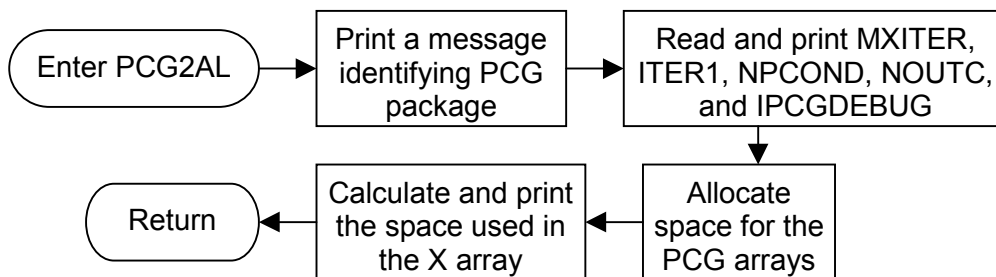 Enter PCG2AL
Print a message
identifying PCG
package
Read and print MXITER,
ITER1, NPCOND, NOUTC,
and IPCGDEBUG
Allocate
space for the
PCG arrays
Calculate and print
the space used in
the X array
Return